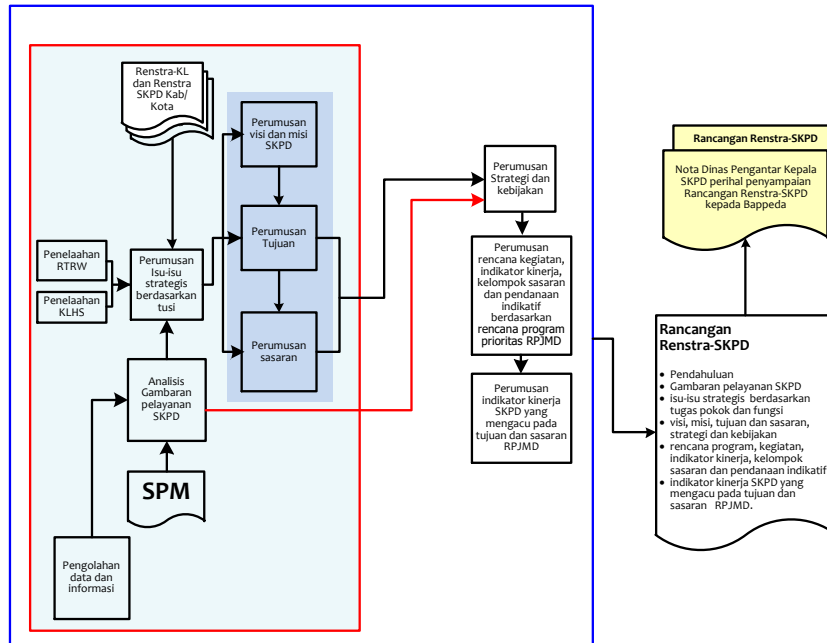 Renstra-KL
dan Renstra
SKPD Kab/
Kota
Perumusan
visi dan misi
SKPD
Perumusan
Tujuan
Perumusan
sasaran
Penelaahan
RTRW
Penelaahan
KLHS
Perumusan
Isu-isu
strategis
berdasarkan
tusi
Analisis
Gambaran
pelayanan
SKPD
SPM
Pengolahan
data dan
informasi
Perumusan
Strategi dan
kebijakan
Perumusan
rencana kegiatan,
indikator kinerja,
kelompok sasaran
dan pendanaan
indikatif
berdasarkan
rencana program
prioritas RPJMD
Perumusan
indikator kinerja
SKPD yang
mengacu pada
tujuan dan sasaran
RPJMD
Rancangan Renstra-SKPD
Nota Dinas Pengantar Kepala
SKPD perihal penyampaian
Rancangan Renstra-SKPD
kepada Bappeda
Rancangan
Renstra-SKPD
• Pendahuluan
• Gambaran pelayanan SKPD
• isu-isu strategis berdasarkan
tugas pokok dan fungsi
• visi, misi, tujuan dan sasaran,
strategi dan kebijakan
• rencana program, kegiatan,
indikator kinerja, kelompok
sasaran dan pendanaan indikatif
• indikator kinerja SKPD yang
mengacu pada tujuan dan
sasaran RPJMD.